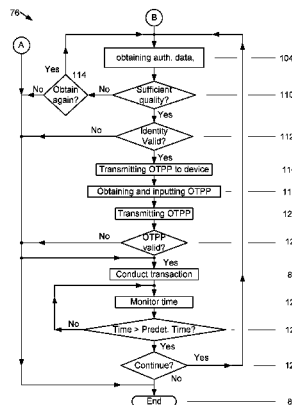 76
B
A
obtaining auth. data,
104
Yes
114
Obtain
again?
No
No
Sufficient
quality?
110
Yes
No
Identity
Valid?
112
Yes
Transmitting OTPP to device
Obtaining and inputting OTPP
Transmitting OTPP
No
OTPP
valid?
Yes
Conduct transaction
Monitor time
No
Time > Predet. Time?
Yes
Continue?
Yes
No
End